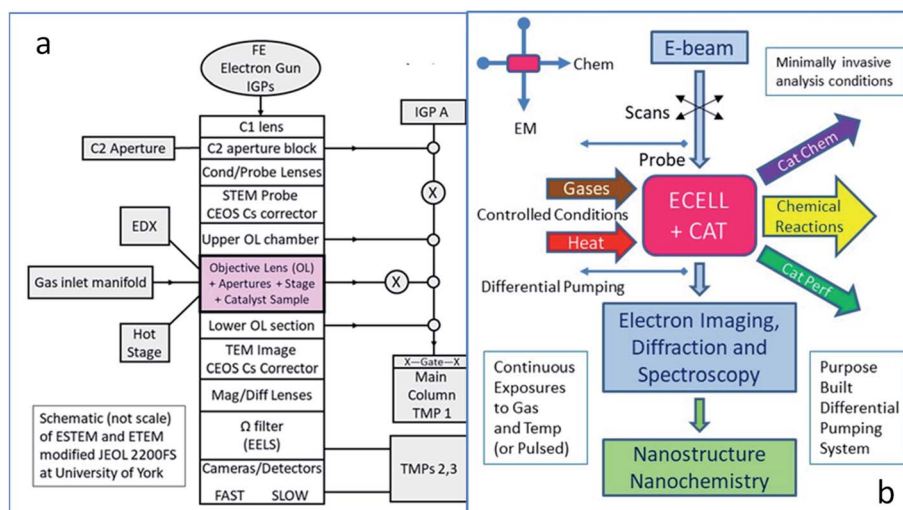 a
FE
Electron Gun
IGPs
IGP A
C1 lens
C2 Aperture
C2 aperture block
Cond/Probe Lenses
STEM Probe
CEOS Cs corrector
EDX
Upper OL chamber
Gas inlet manifold
Objective Lens (OL)
+ Apertures + Stage
+ Catalyst Sample
X
X
Hot
Stage
Lower OL section
TEM Image
CEOS Cs Corrector
X—Gate—X
Main
Column
TMP 1
Mag/Diff Lenses
Schematic (not scale)
of ESTEM and ETEM
modified JEOL 2200FS
at University of York
Ω filter
(EELS)
TMPs 2,3
Cameras/Detectors
FAST SLOW
E-beam
Chem
EM
Minimally invasive
analysis conditions
Scans
Probe
Cat Chem
Gases
Controlled Conditions
Heat
ECELL
+ CAT
Chemical
Reactions
Cat Perf
Differential Pumping
Electron Imaging,
Diffraction and
Spectroscopy
Continuous
Exposures
to Gas
and Temp
(or Pulsed)
Purpose
Built
Differential
Pumping
System
Nanostructure
Nanochemistry
b